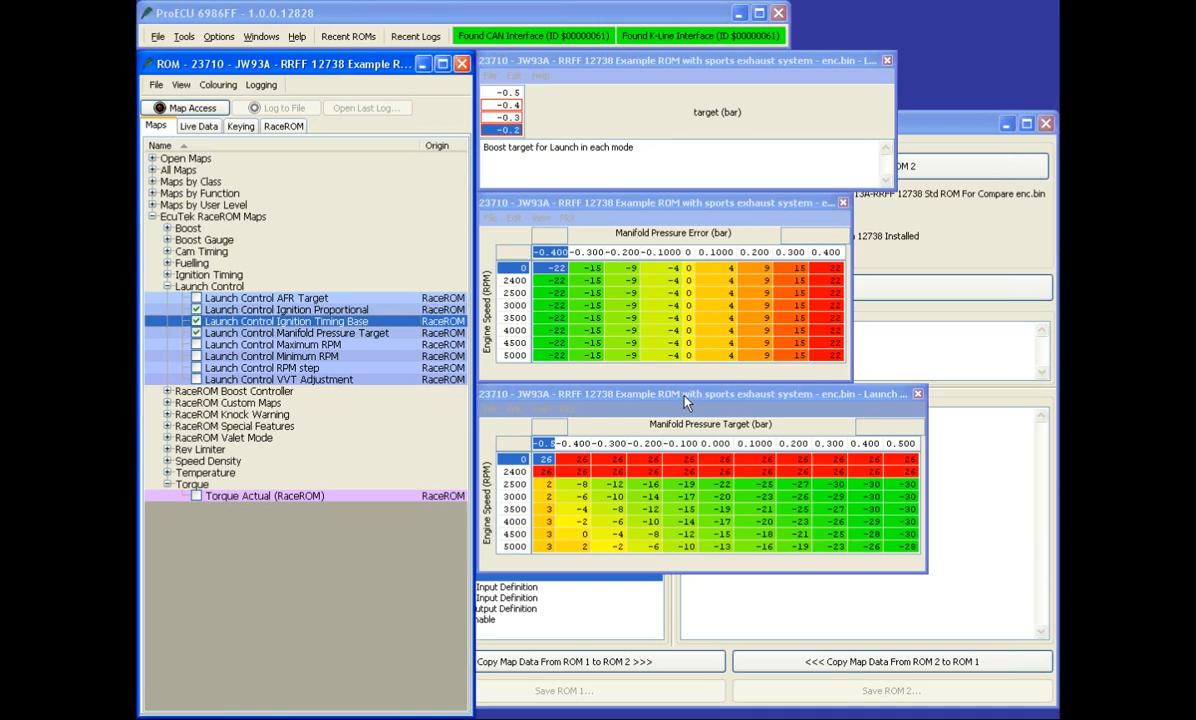 ProECU 6986FF - 1.0.0.12828
File Tools Options Windows Help Recent ROMs Recent Logs Found CAN Interface (ID $00000061) Found K-Line Interface (ID $00000061)
ROM - 23710 - JW93A - RRFF 12738 Example R...
File View Colouring Logging
Map Access Log to File Open Last Log...
Maps Live Data Keying RaceROM
Name Origin
Open Maps
All Maps
Maps by Class
Maps by Function
Maps by User Level
EcuTek RaceROM Maps
Boost
Boost Gauge
Cam Timing
Fuelling
Ignition Timing
Launch Control
Launch Control AFR Target RaceROM
Launch Control Ignition Proportional RaceROM
Launch Control Ignition Timing Base RaceROM
Launch Control Manifold Pressure Target RaceROM
Launch Control Maximum RPM RaceROM
Launch Control Minimum RPM RaceROM
Launch Control RPM step RaceROM
Launch Control VVT Adjustment RaceROM
RaceROM Boost Controller
RaceROM Custom Maps
RaceROM Knock Warning
RaceROM Special Features
RaceROM Valet Mode
Rev Limiter
Speed Density
Temperature
Torque
Torque Actual (RaceROM) RaceROM
23710 - JW93A - RRFF 12738 Example ROM with sports exhaust system - enc.bin - L...
File Edit Help
-0.5
-0.4
-0.3
-0.2
target (bar)
Boost target for Launch in each mode
23710 - JW93A - RRFF 12738 Example ROM with sports exhaust system - e...
File Edit View Plot
Manifold Pressure Error (bar)
-0.400 -0.300 -0.200 -0.1000 0 0.1000 0.200 0.300 0.400
Engine Speed (RPM)
0 -22 -15 -9 -4 0 4 9 15 22
2400 -22 -15 -9 -4 0 4 9 15 22
2500 -22 -15 -9 -4 0 4 9 15 22
3000 -22 -15 -9 -4 0 4 9 15 22
3500 -22 -15 -9 -4 0 4 9 15 22
4000 -22 -15 -9 -4 0 4 9 15 22
4500 -22 -15 -9 -4 0 4 9 15 22
5000 -22 -15 -9 -4 0 4 9 15 22
23710 - JW93A - RRFF 12738 Example ROM with sports exhaust system - enc.bin - Launch ...
Manifold Pressure Target (bar)
-0.5 -0.400 -0.300 -0.200 -0.100 0.000 0.1000 0.200 0.300 0.400 0.500
Engine Speed (RPM)
0 26 26 26 26 26 26 26 26 26 26 26
2400 26 26 26 26 26 26 26 26 26 26 26
2500 2 -8 -12 -16 -19 -22 -25 -27 -30 -30 -30
3000 2 -6 -10 -14 -17 -20 -23 -26 -29 -30 -30
3500 3 -4 -8 -12 -15 -19 -21 -25 -27 -30 -30
4000 3 -2 -6 -10 -14 -17 -20 -23 -26 -29 -30
4500 3 0 -4 -8 -12 -15 -18 -21 -25 -28 -30
5000 3 2 -2 -6 -10 -13 -16 -19 -23 -26 -28
OM 2
3A-RRFF 12738 Std ROM For Compare enc.bin
12738 Installed
Input Definition
Input Definition
utput Definition
nable
Copy Map Data From ROM 1 to ROM 2 >>> <<< Copy Map Data From ROM 2 to ROM 1
Save ROM 1... Save ROM 2...